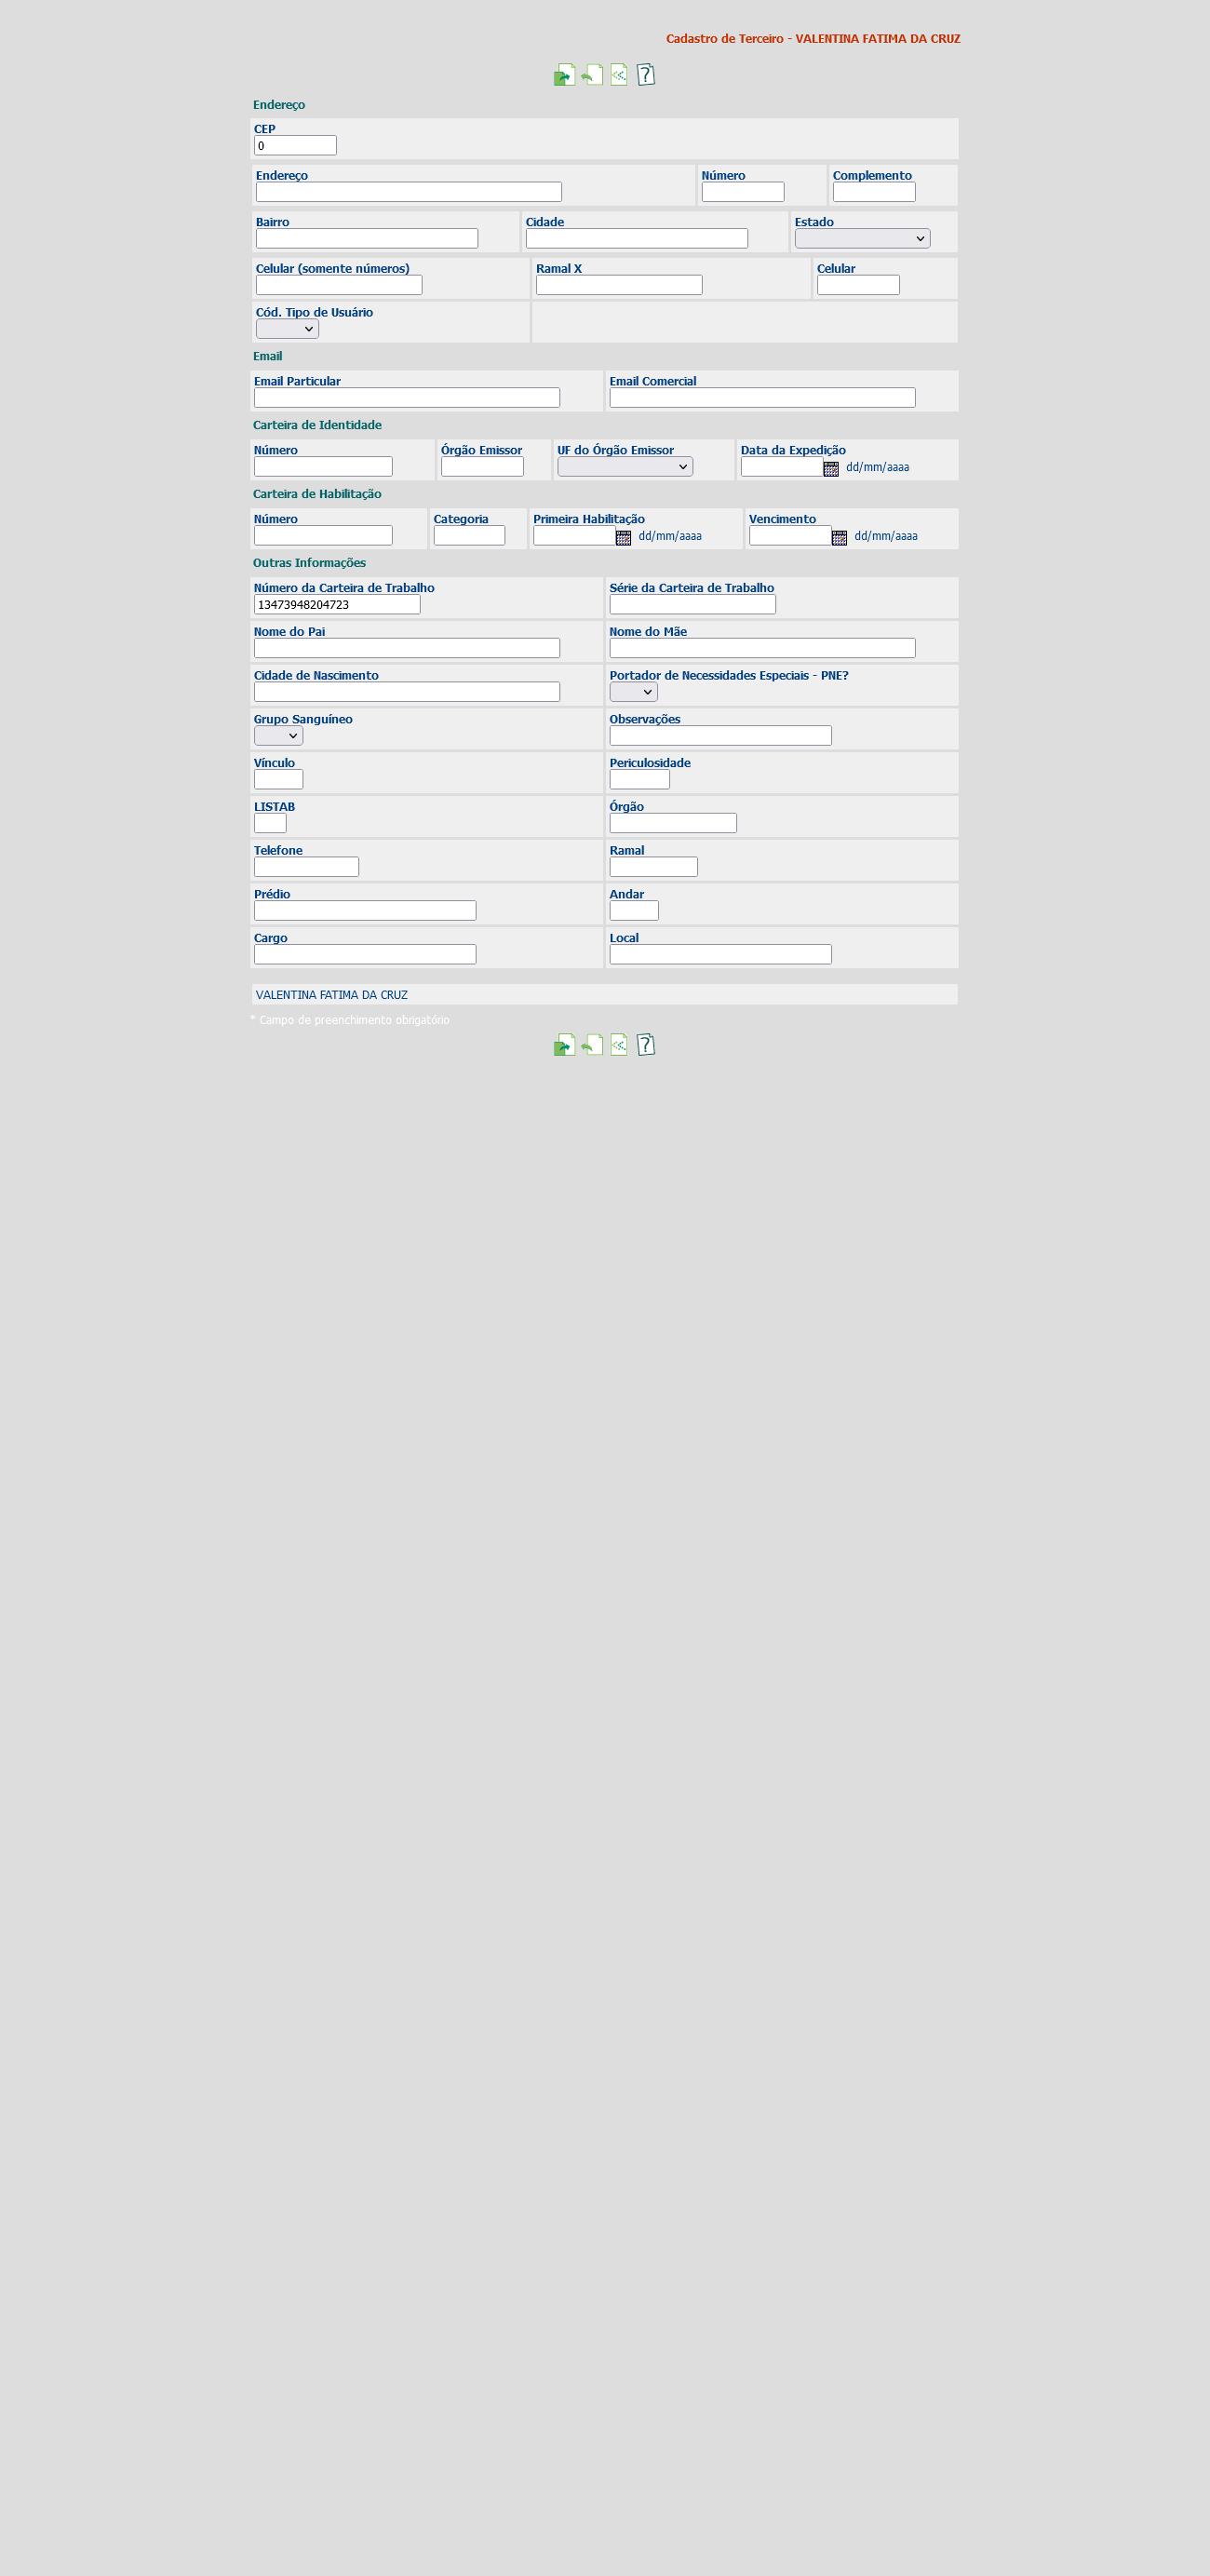 Cadastro de Terceiro - VALENTINA FATIMA DA CRUZ
Endereço
CEP
0
Endereço Número Complemento
Bairro Cidade Estado
Celular (somente números) Ramal X Celular
Cód. Tipo de Usuário
Email
Email Particular Email Comercial
Carteira de Identidade
Número Órgão Emissor UF do Órgão Emissor Data da Expedição
dd/mm/aaaa
Carteira de Habilitação
Número Categoria Primeira Habilitação Vencimento
dd/mm/aaaa dd/mm/aaaa
Outras Informações
Número da Carteira de Trabalho Série da Carteira de Trabalho
13473948204723
Nome do Pai Nome do Mãe
Cidade de Nascimento Portador de Necessidades Especiais - PNE?
Grupo Sanguíneo Observações
Vínculo Periculosidade
LISTAB Órgão
Telefone Ramal
Prédio Andar
Cargo Local
VALENTINA FATIMA DA CRUZ
* Campo de preenchimento obrigatório